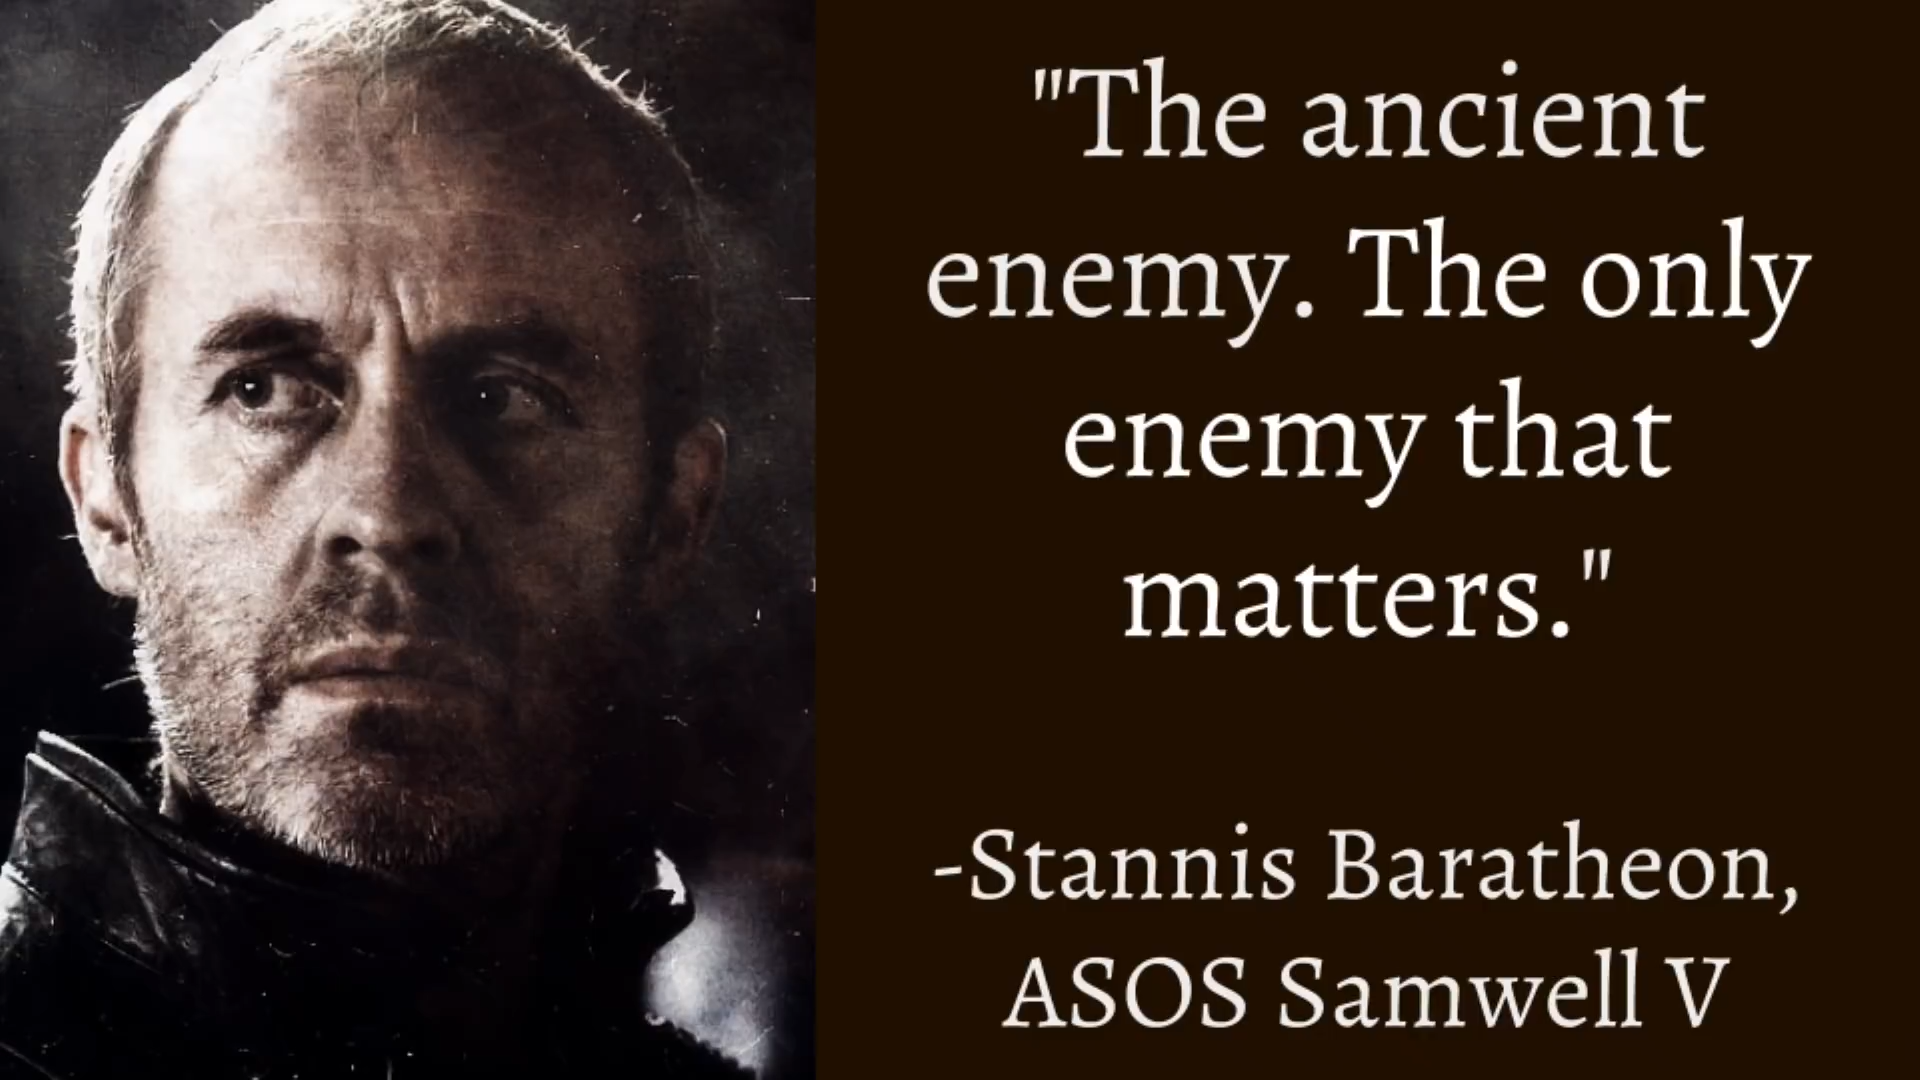 "The ancient
enemy. The only
enemy that
matters."
-Stannis Baratheon,
ASOS Samwell V